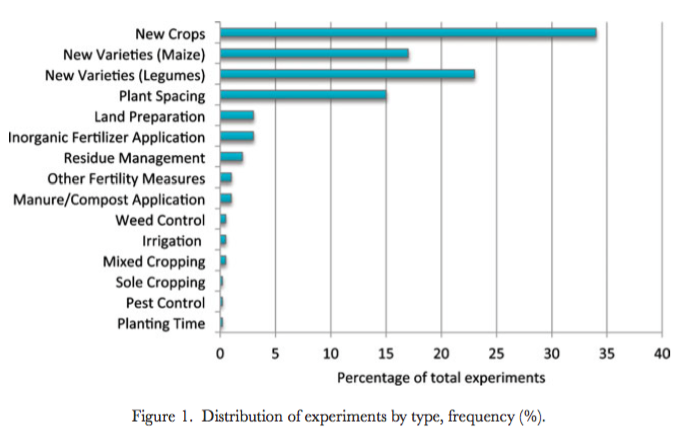 New Crops
New Varieties (Maize)
New Varieties (Legumes)
Plant Spacing
Land Preparation
Inorganic Fertilizer Application
Residue Management
Other Fertility Measures
Manure/Compost Application
Weed Control
Irrigation
Mixed Cropping
Sole Cropping
Pest Control
Planting Time
0 5 10 15 20 25 30 35 40
Percentage of total experiments
Figure 1. Distribution of experiments by type, frequency (%).